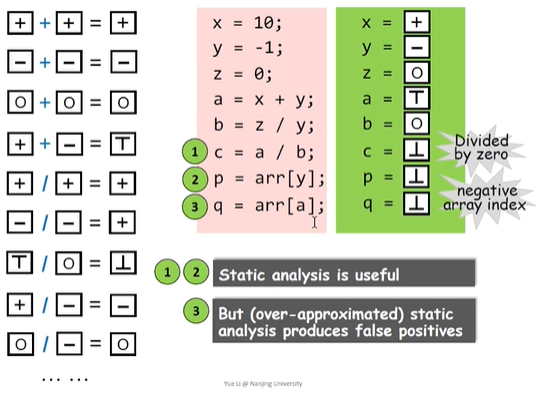 + + + = +
− + − = −
O + O = O
+ + − = ⊤
+ / + = +
− / − = +
⊤ / O = ⊥
+ / − = −
O / − = O
... ...
x = 10;
y = -1;
z = 0;
a = x + y;
b = z / y;
1 c = a / b;
2 p = arr[y];
3 q = arr[a];
x = +
y = −
z = O
a = ⊤
b = O
c = ⊥
p = ⊥
q = ⊥
Divided
by zero
negative
array index
1 2 Static analysis is useful
3 But (over-approximated) static
analysis produces false positives
Yue Li @ Nanjing University